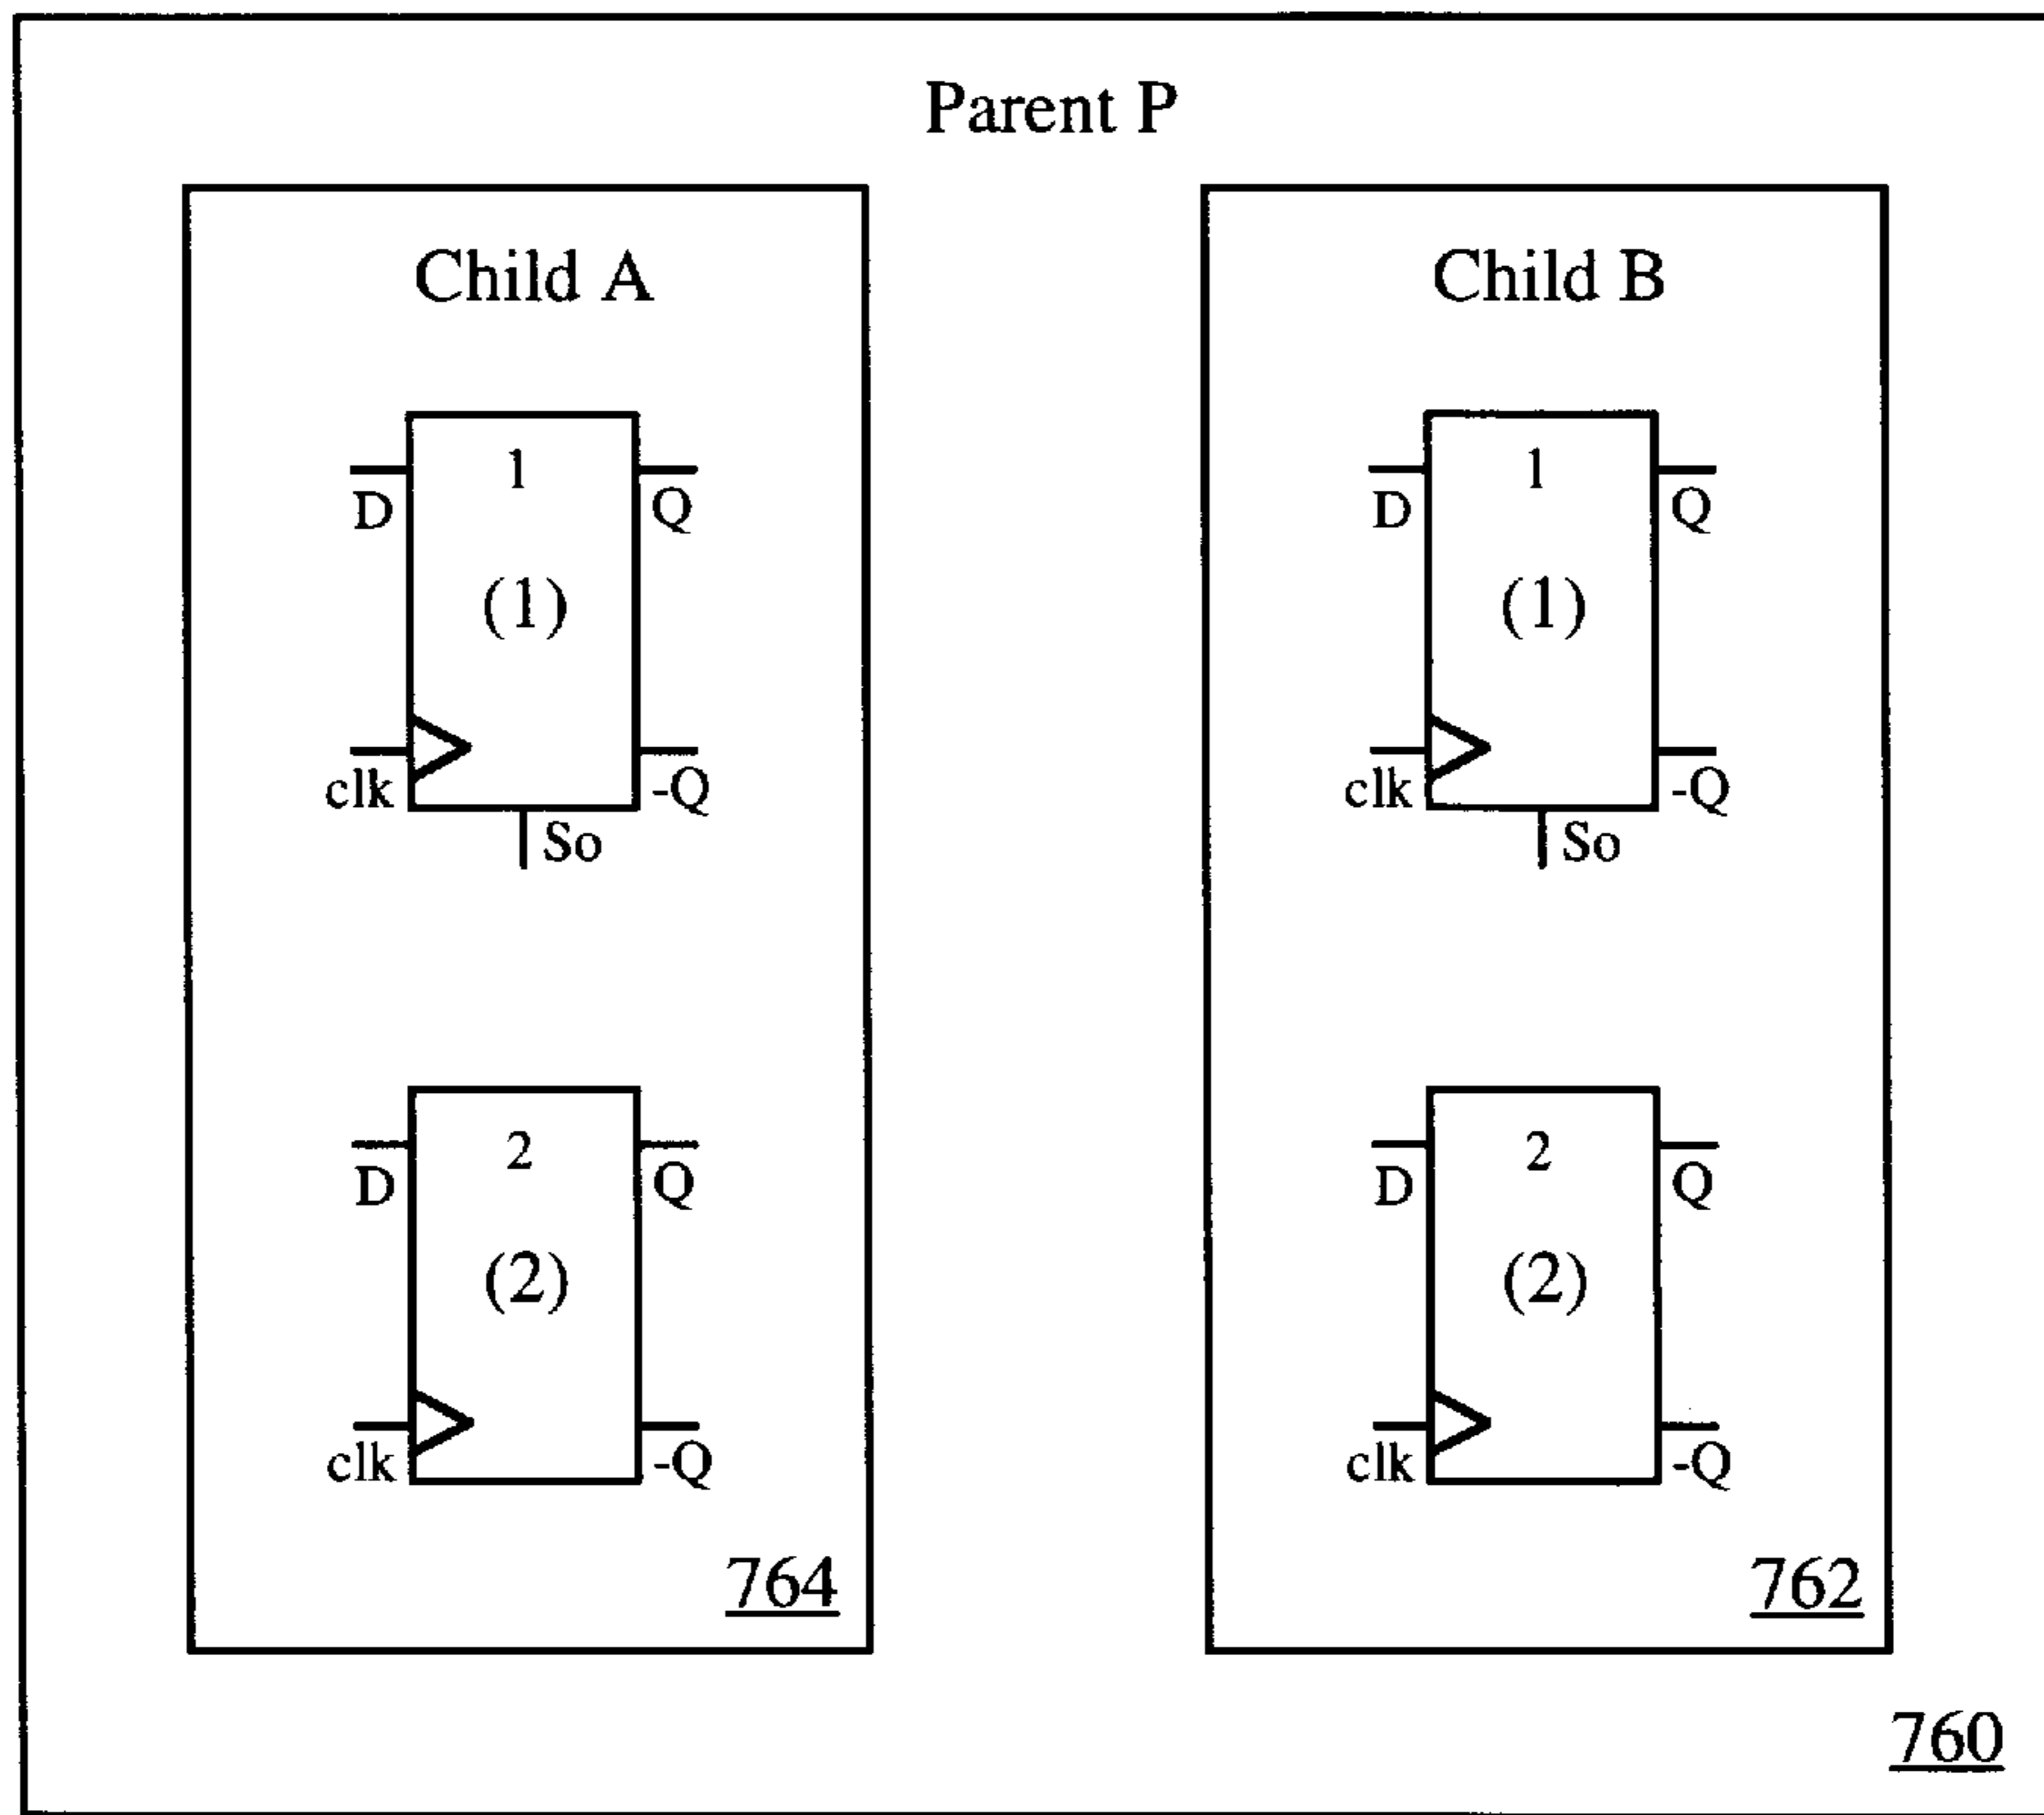 Parent P
Child A
1
D
Q
(1)
clk
-Q
So
2
D
Q
(2)
clk
-Q
764
Child B
1
D
Q
(1)
clk
-Q
So
2
D
Q
(2)
clk
-Q
762
760